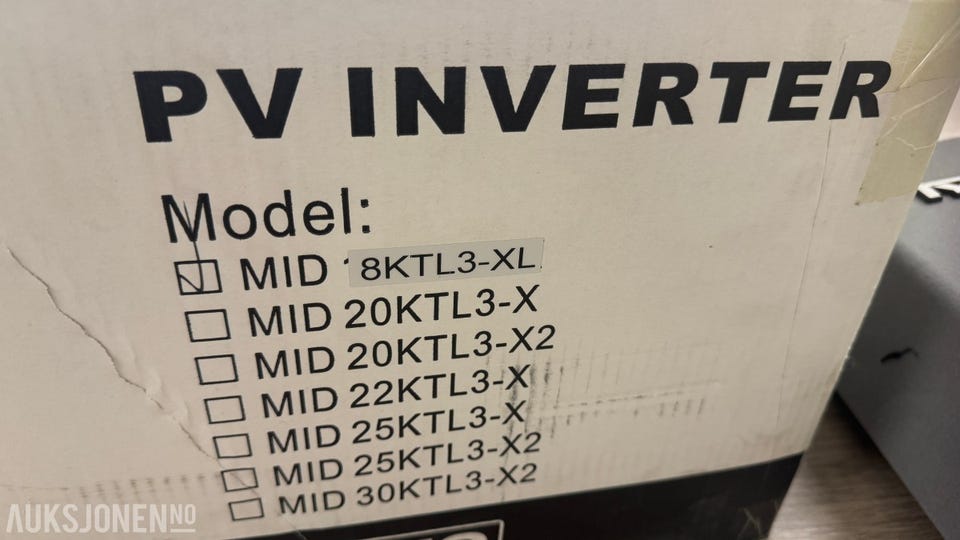 PV INVERTER
Model:
MID 8KTL3-XL
MID 20KTL3-X
MID 20KTL3-X2
MID 22KTL3-X
MID 25KTL3-X
MID 25KTL3-X2
MID 30KTL3-X2
AUKSJONEN NO